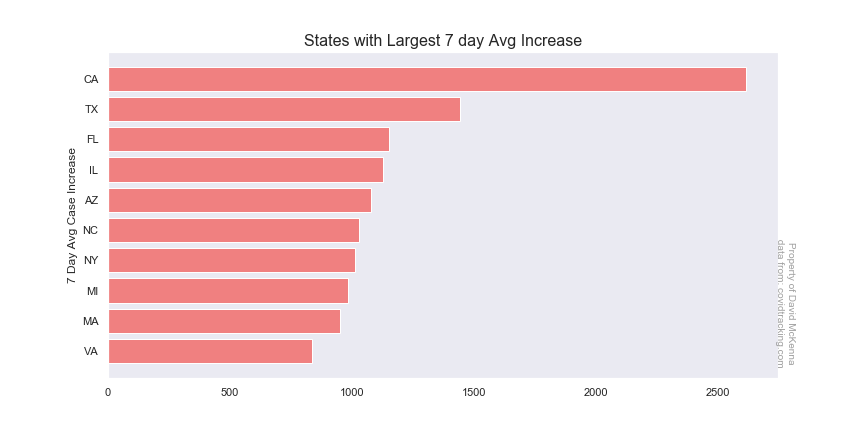 States with Largest 7 day Avg Increase
7 Day Avg Case Increase
CA
TX
FL
IL
AZ
NC
NY
MI
MA
VA
0 500 1000 1500 2000 2500
Property of David McKenna
data from: covidtracking.com